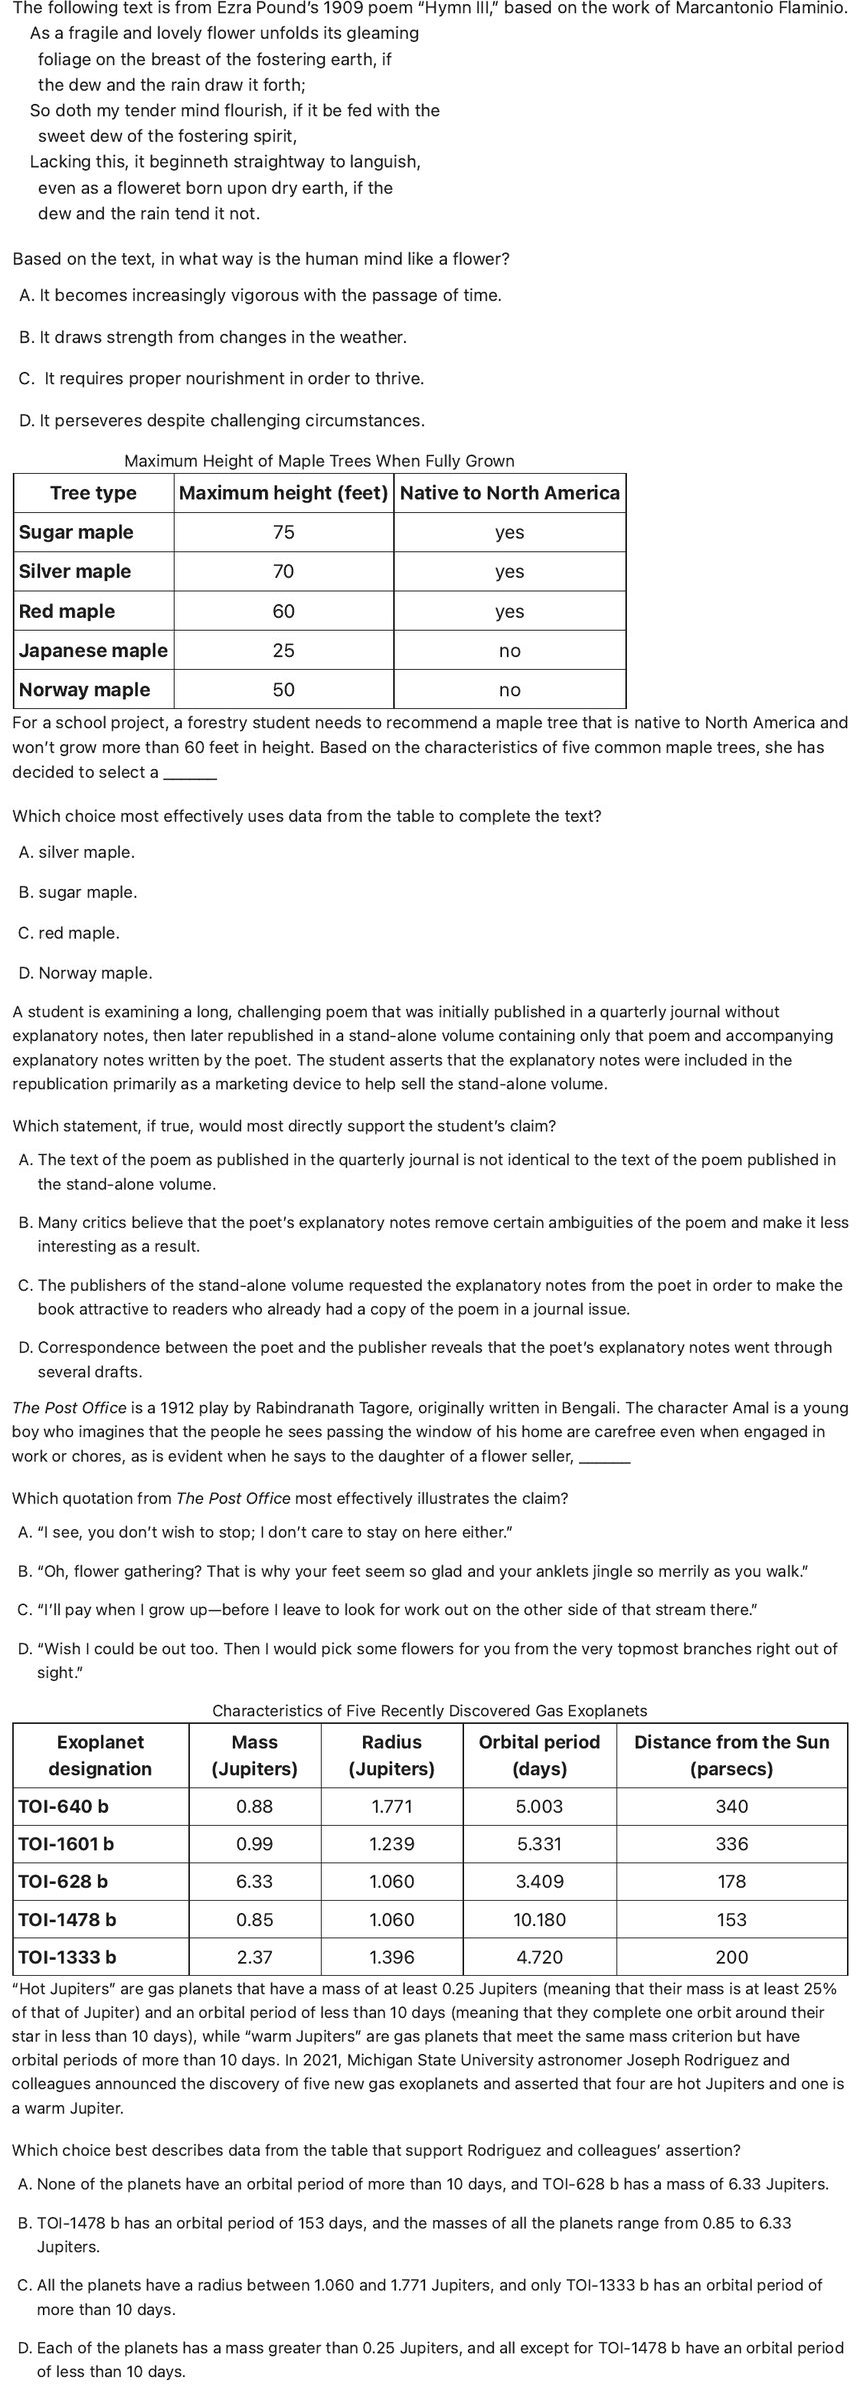 The following text is from Ezra Pound's 1909 poem “Hymn III,” based on the work of Marcantonio Flaminio.
As a fragile and lovely flower unfolds its gleaming
foliage on the breast of the fostering earth, if
the dew and the rain draw it forth;
So doth my tender mind flourish, if it be fed with the
sweet dew of the fostering spirit,
Lacking this, it beginneth straightway to languish,
even as a floweret born upon dry earth, if the
dew and the rain tend it not.
Based on the text, in what way is the human mind like a flower?
A. It becomes increasingly vigorous with the passage of time.
B. It draws strength from changes in the weather.
C. It requires proper nourishment in order to thrive.
D. It perseveres despite challenging circumstances.
Maximum Height of Maple Trees When Fully Grown
Tree type Maximum height (feet) Native to North America
Sugar maple 75 yes
Silver maple 70 yes
Red maple 60 yes
Japanese maple 25 no
Norway maple 50 no
For a school project, a forestry student needs to recommend a maple tree that is native to North America and
won't grow more than 60 feet in height. Based on the characteristics of five common maple trees, she has
decided to select a ______
Which choice most effectively uses data from the table to complete the text?
A. silver maple.
B. sugar maple.
C. red maple.
D. Norway maple.
A student is examining a long, challenging poem that was initially published in a quarterly journal without
explanatory notes, then later republished in a stand-alone volume containing only that poem and accompanying
explanatory notes written by the poet. The student asserts that the explanatory notes were included in the
republication primarily as a marketing device to help sell the stand-alone volume.
Which statement, if true, would most directly support the student's claim?
A. The text of the poem as published in the quarterly journal is not identical to the text of the poem published in
the stand-alone volume.
B. Many critics believe that the poet's explanatory notes remove certain ambiguities of the poem and make it less
interesting as a result.
C. The publishers of the stand-alone volume requested the explanatory notes from the poet in order to make the
book attractive to readers who already had a copy of the poem in a journal issue.
D. Correspondence between the poet and the publisher reveals that the poet's explanatory notes went through
several drafts.
The Post Office is a 1912 play by Rabindranath Tagore, originally written in Bengali. The character Amal is a young
boy who imagines that the people he sees passing the window of his home are carefree even when engaged in
work or chores, as is evident when he says to the daughter of a flower seller, ______
Which quotation from The Post Office most effectively illustrates the claim?
A. “I see, you don't wish to stop; I don't care to stay on here either.”
B. “Oh, flower gathering? That is why your feet seem so glad and your anklets jingle so merrily as you walk.”
C. “I'll pay when I grow up—before I leave to look for work out on the other side of that stream there.”
D. “Wish I could be out too. Then I would pick some flowers for you from the very topmost branches right out of
sight.”
Characteristics of Five Recently Discovered Gas Exoplanets
Exoplanet Mass Radius Orbital period Distance from the Sun
designation (Jupiters) (Jupiters) (days) (parsecs)
TOI-640 b 0.88 1.771 5.003 340
TOI-1601 b 0.99 1.239 5.331 336
TOI-628 b 6.33 1.060 3.409 178
TOI-1478 b 0.85 1.060 10.180 153
TOI-1333 b 2.37 1.396 4.720 200
“Hot Jupiters” are gas planets that have a mass of at least 0.25 Jupiters (meaning that their mass is at least 25%
of that of Jupiter) and an orbital period of less than 10 days (meaning that they complete one orbit around their
star in less than 10 days), while “warm Jupiters” are gas planets that meet the same mass criterion but have
orbital periods of more than 10 days. In 2021, Michigan State University astronomer Joseph Rodriguez and
colleagues announced the discovery of five new gas exoplanets and asserted that four are hot Jupiters and one is
a warm Jupiter.
Which choice best describes data from the table that support Rodriguez and colleagues' assertion?
A. None of the planets have an orbital period of more than 10 days, and TOI-628 b has a mass of 6.33 Jupiters.
B. TOI-1478 b has an orbital period of 153 days, and the masses of all the planets range from 0.85 to 6.33
Jupiters.
C. All the planets have a radius between 1.060 and 1.771 Jupiters, and only TOI-1333 b has an orbital period of
more than 10 days.
D. Each of the planets has a mass greater than 0.25 Jupiters, and all except for TOI-1478 b have an orbital period
of less than 10 days.